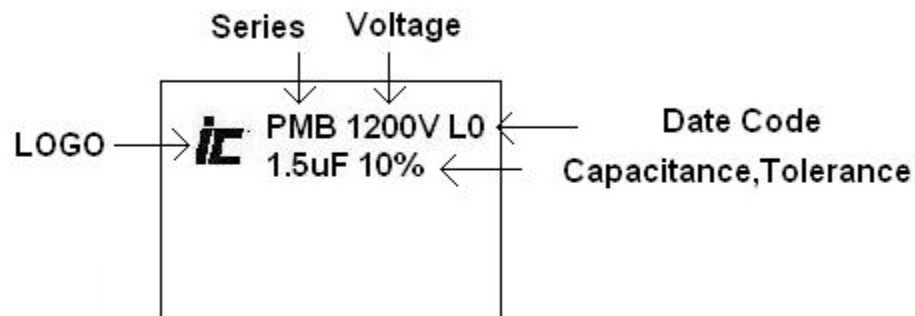 Series Voltage
LOGO
ic PMB 1200V L0
1.5uF 10%
Date Code
Capacitance,Tolerance